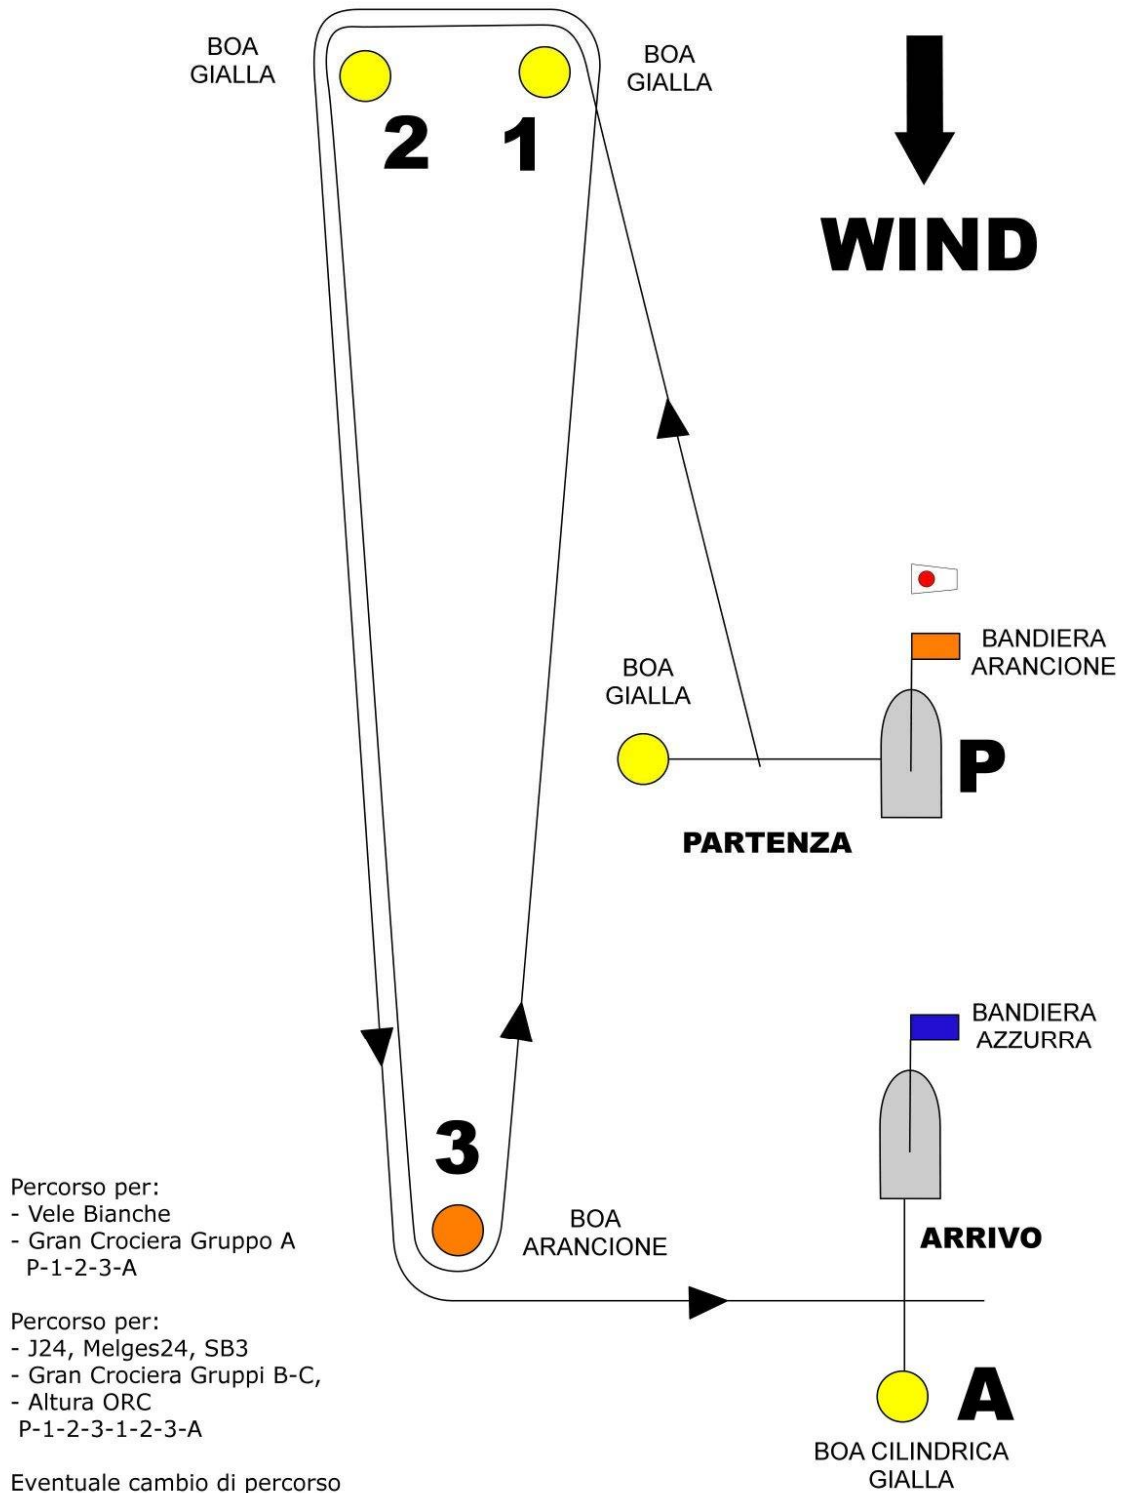 BOA
GIALLA
BOA
GIALLA
2
1
WIND
BANDIERA
ARANCIONE
BOA
GIALLA
P
PARTENZA
BANDIERA
AZZURRA
3
BOA
ARANCIONE
ARRIVO
A
BOA CILINDRICA
GIALLA
Percorso per:
- Vele Bianche
- Gran Crociera Gruppo A
P-1-2-3-A
Percorso per:
- J24, Melges24, SB3
- Gran Crociera Gruppi B-C,
- Altura ORC
P-1-2-3-1-2-3-A
Eventuale cambio di percorso